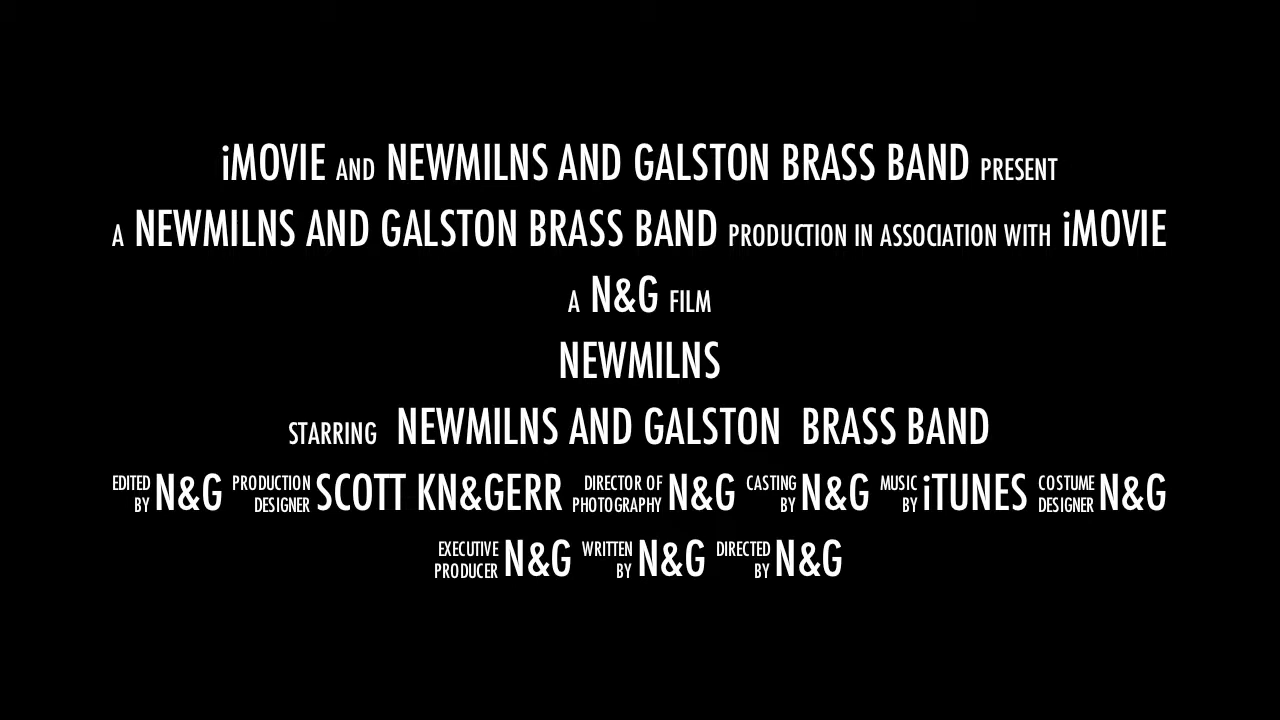 iMOVIE AND NEWMILNS AND GALSTON BRASS BAND PRESENT
A NEWMILNS AND GALSTON BRASS BAND PRODUCTION IN ASSOCIATION WITH iMOVIE
A N&G FILM
NEWMILNS
STARRING NEWMILNS AND GALSTON BRASS BAND
EDITED BY N&G PRODUCTION DESIGNER SCOTT KN&GERR DIRECTOR OF PHOTOGRAPHY N&G CASTING BY N&G MUSIC BY iTUNES COSTUME DESIGNER N&G
EXECUTIVE PRODUCER N&G WRITTEN BY N&G DIRECTED BY N&G